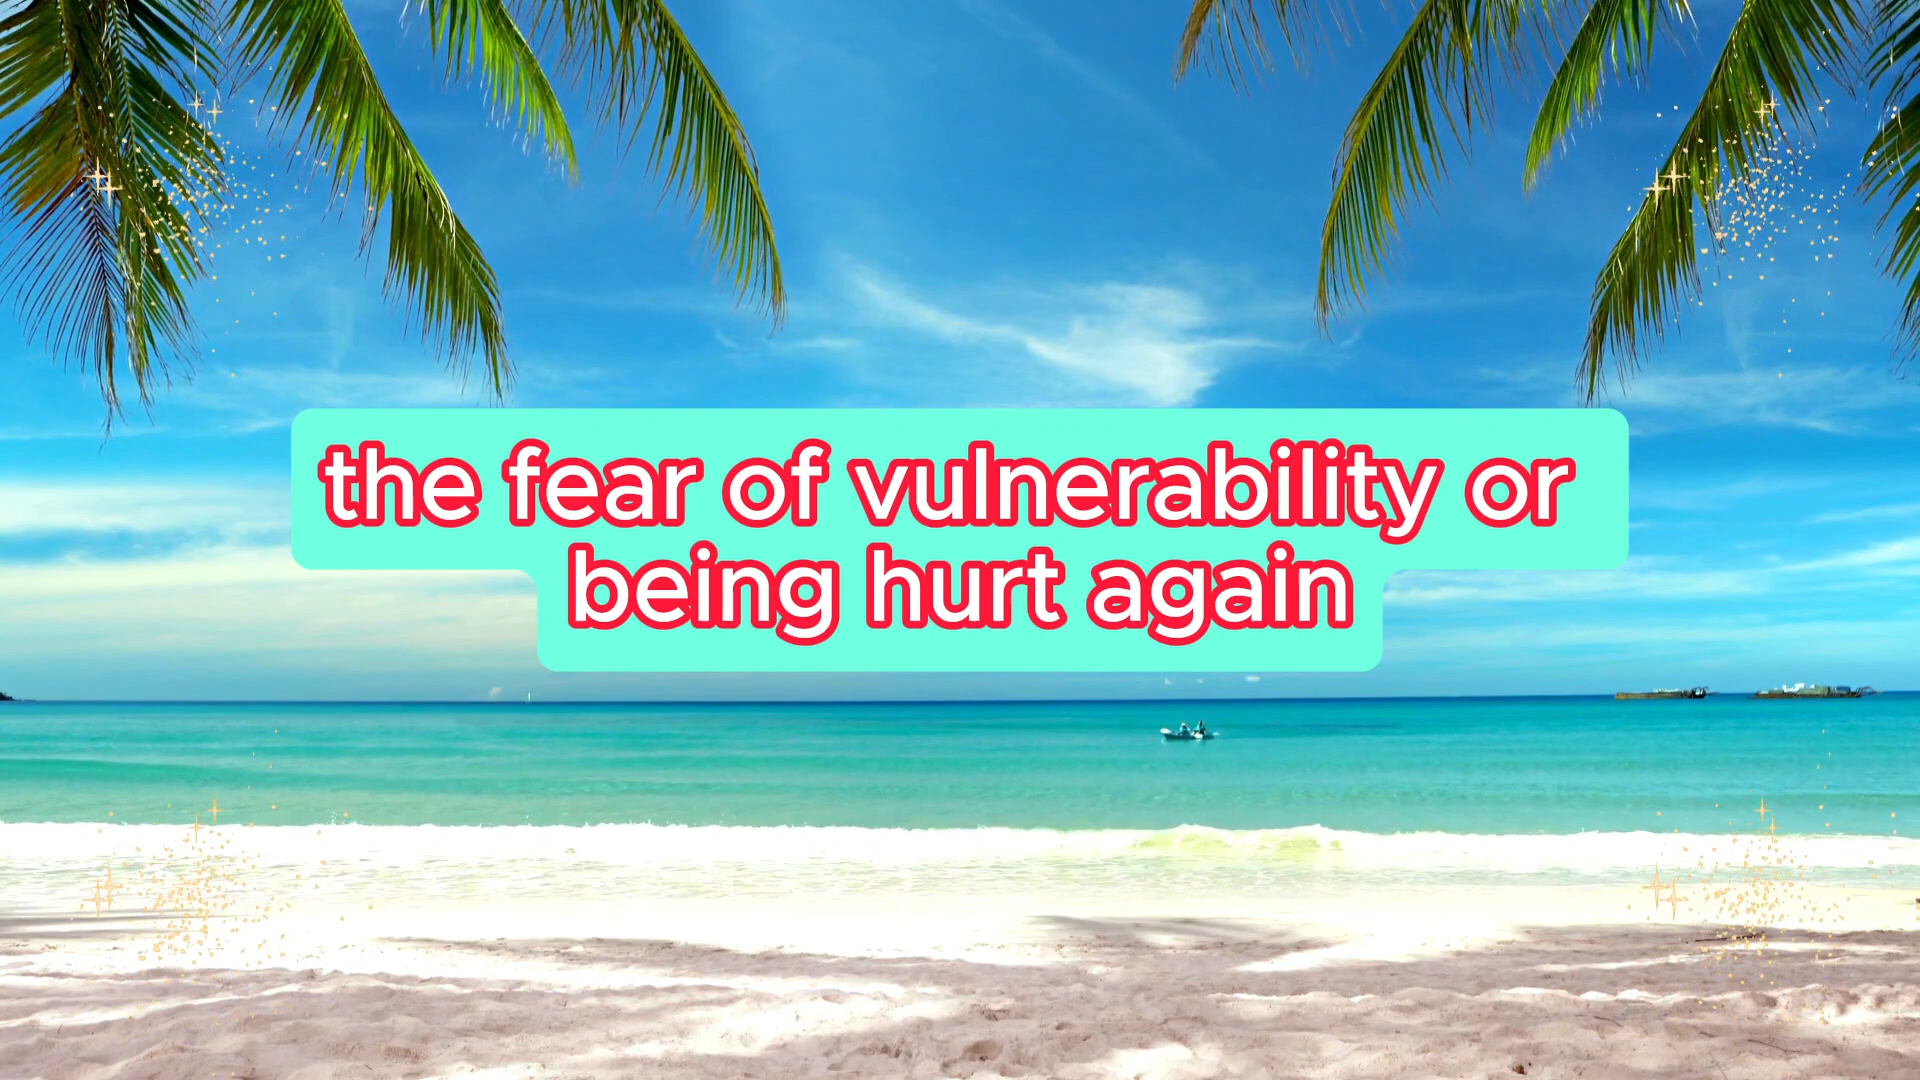 the fear of vulnerability or
being hurt again